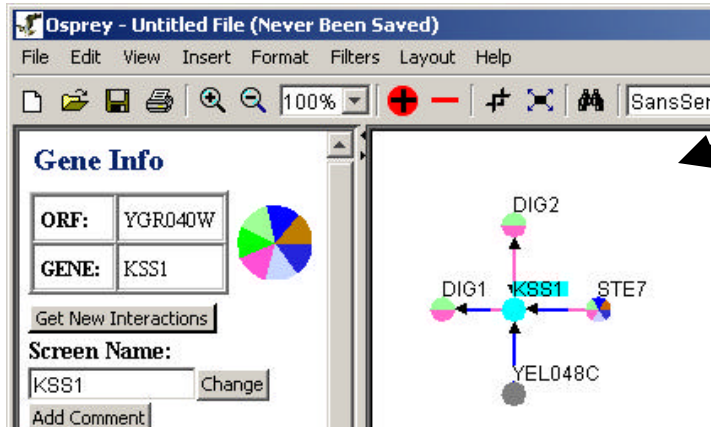 Osprey - Untitled File (Never Been Saved)
File Edit View Insert Format Filters Layout Help
100% SansSer
Gene Info
ORF: YGR040W
GENE: KSS1
Get New Interactions
Screen Name:
KSS1 Change
Add Comment
DIG2
DIG1 KSS1 STE7
YEL048C